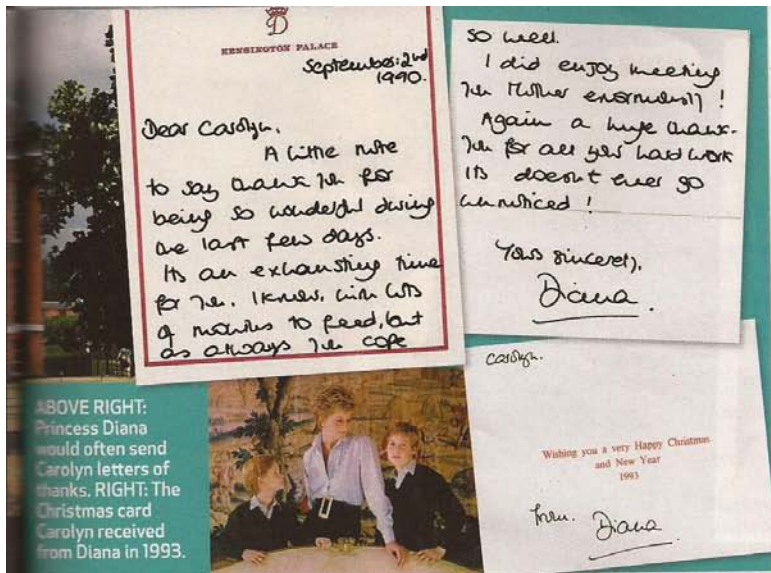 D
KENSINGTON PALACE
September: 2nd
1990.
Dear Carolyn.
A little note
to say thank you for
being so wonderful during
the last few days.
Its an exhausting time
for you, I know, with lots
of mouths to feed, but
as always you cope
so well.
I did enjoy meeting
your Mother enormously!
Again a huge thank-
you for all your hard work
its doesn't ever go
unnoticed!
Yours sincerely,
Diana.
ABOVE RIGHT:
Princess Diana
would often send
Carolyn letters of
thanks. RIGHT: The
Christmas card
Carolyn received
from Diana in 1993.
Carolyn.
Wishing you a very Happy Christmas
and New Year
1993
from. Diana.